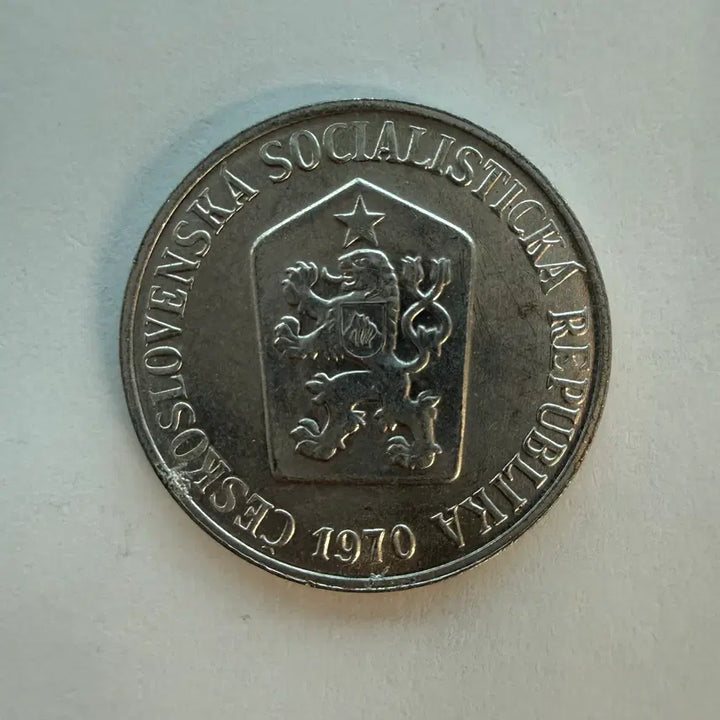 ČESKOSLOVENSKÁ SOCIALISTICKÁ REPUBLIKA
1970